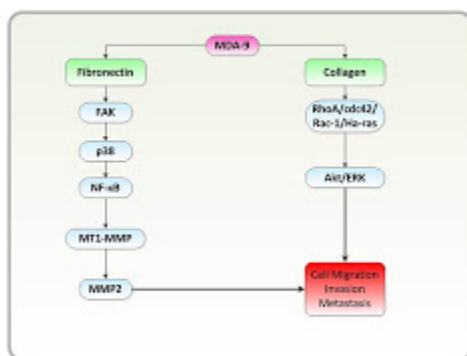 MDA-9
Fibronectin
Collagen
FAK
RhoA/cdc42/
Rac-1/Ha-ras
p38
NF-κB
Akt/ERK
MT1-MMP
Cell Migration
Invasion
Metastasis
MMP2